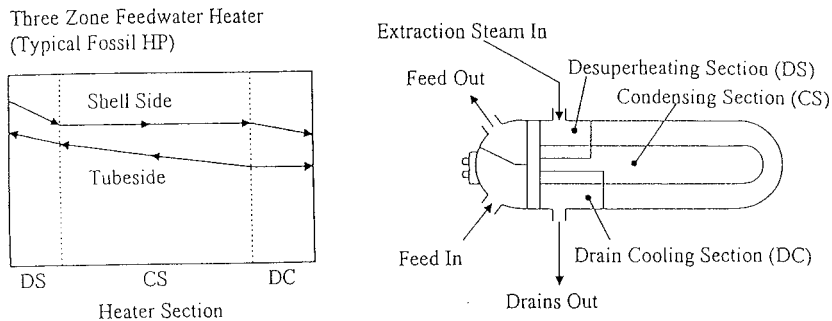 Three Zone Feedwater Heater
(Typical Fossil HP)
Shell Side
Tubeside
DS
CS
DC
Heater Section
Extraction Steam In
Feed Out
Desuperheating Section (DS)
Condensing Section (CS)
Feed In
Drain Cooling Section (DC)
Drains Out